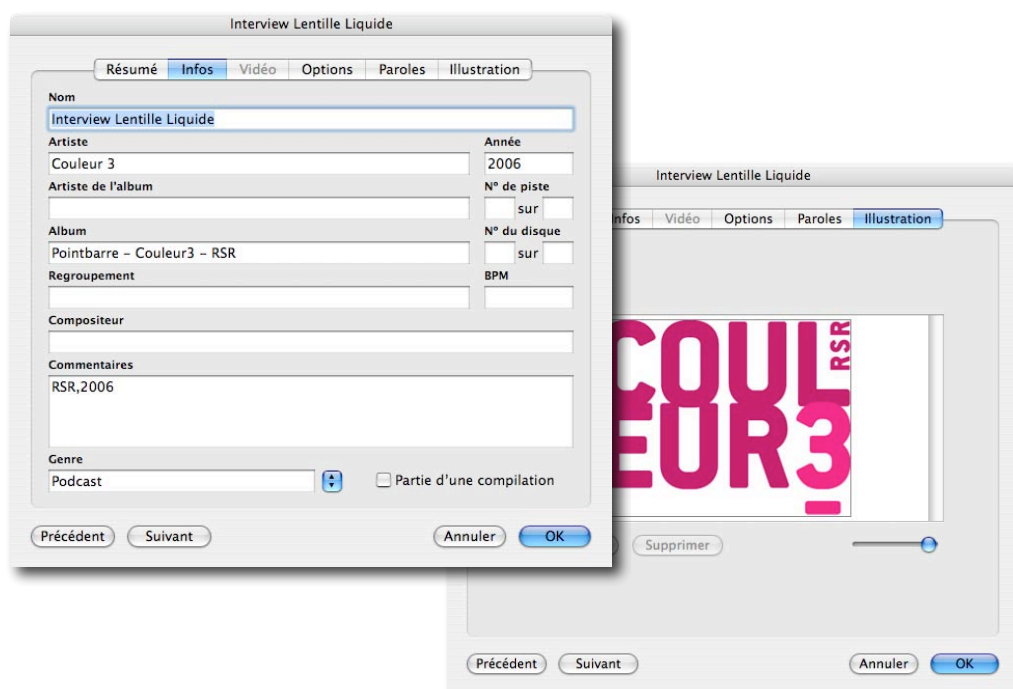 Interview Lentille Liquide
Résumé Infos Vidéo Options Paroles Illustration
Nom
Interview Lentille Liquide
Artiste Année
Couleur 3 2006
Artiste de l'album N° de piste
sur
Album N° du disque
Pointbarre – Couleur3 – RSR sur
Regroupement BPM
Compositeur
Commentaires
RSR,2006
Genre
Podcast Partie d'une compilation
Précédent Suivant Annuler OK
Interview Lentille Liquide
nfos Vidéo Options Paroles Illustration
COUL
RSR
EUR3
Supprimer
Précédent Suivant Annuler OK